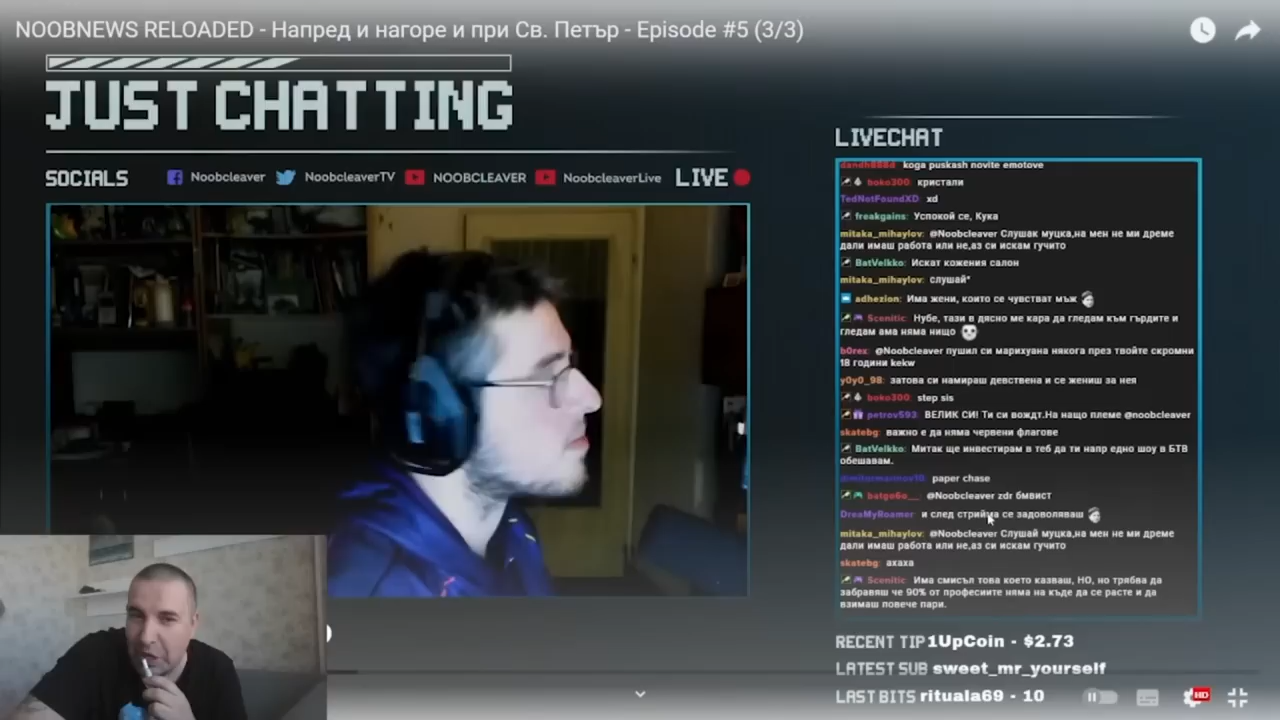 NOOBNEWS RELOADED - Напред и нагоре и при Св. Петър - Episode #5 (3/3)
JUST CHATTING
SOCIALS Noobcleaver NoobcleaverTV NOOBCLEAVER NoobcleaverLive LIVE
LIVECHAT
koga puskash novite emotove
boko300: кристали
TedNotFoundXD: xd
freakgains: Успокой се, Кука
mitaka_mihaylov: @Noobcleaver Слушак муцка,на мен не ми дреме
дали имаш работа или не,аз си искам гучито
BatVelkko: Искат кожения салон
mitaka_mihaylov: слушай*
adhezion: Има жени, които се чувстват мъж
Scenitic: Нубе, тази в дясно ме кара да гледам към гърдите и
гледам ама няма нищо
b0rex: @Noobcleaver пушил си марихуана някога през твойте скромни
18 години kekw
y0y0_98: затова си намираш девствена и се жениш за нея
boko300: step sis
petrov593: ВЕЛИК СИ! Ти си вождт.На нащо племе @noobcleaver
skatebg: важно е да няма червени флагове
BatVelkko: Митак ще инвестирам в теб да ти напр едно шоу в БТВ
обешавам.
paper chase
batgo6o__: @Noobcleaver zdr бмвист
DreaMyRoamer: и след стрийма се задоволяваш
mitaka_mihaylov: @Noobcleaver Слушай муцка,на мен не ми дреме
дали имаш работа или не,аз си искам гучито
skatebg: ахаха
Scenitic: Има смисъл това което казваш, НО, но трябва да
забравяш че 90% от професиите няма на къде да се расте и да
взимаш повече пари.
RECENT TIP 1UpCoin - $2.73
LATEST SUB sweet_mr_yourself
LAST BITS rituala69 - 10
HD